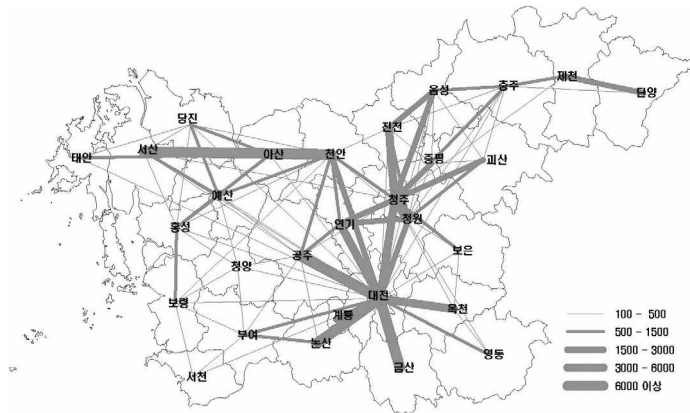 제천
충주
음성
단양
당진
진천
서산
아산
천안
증평
괴산
태안
예산
청주
청원
홍성
연기
보은
공주
청양
대전
보령
계룡
옥천
부여
논산
영동
금산
서천
100 - 500
500 - 1500
1500 - 3000
3000 - 6000
6000 이상